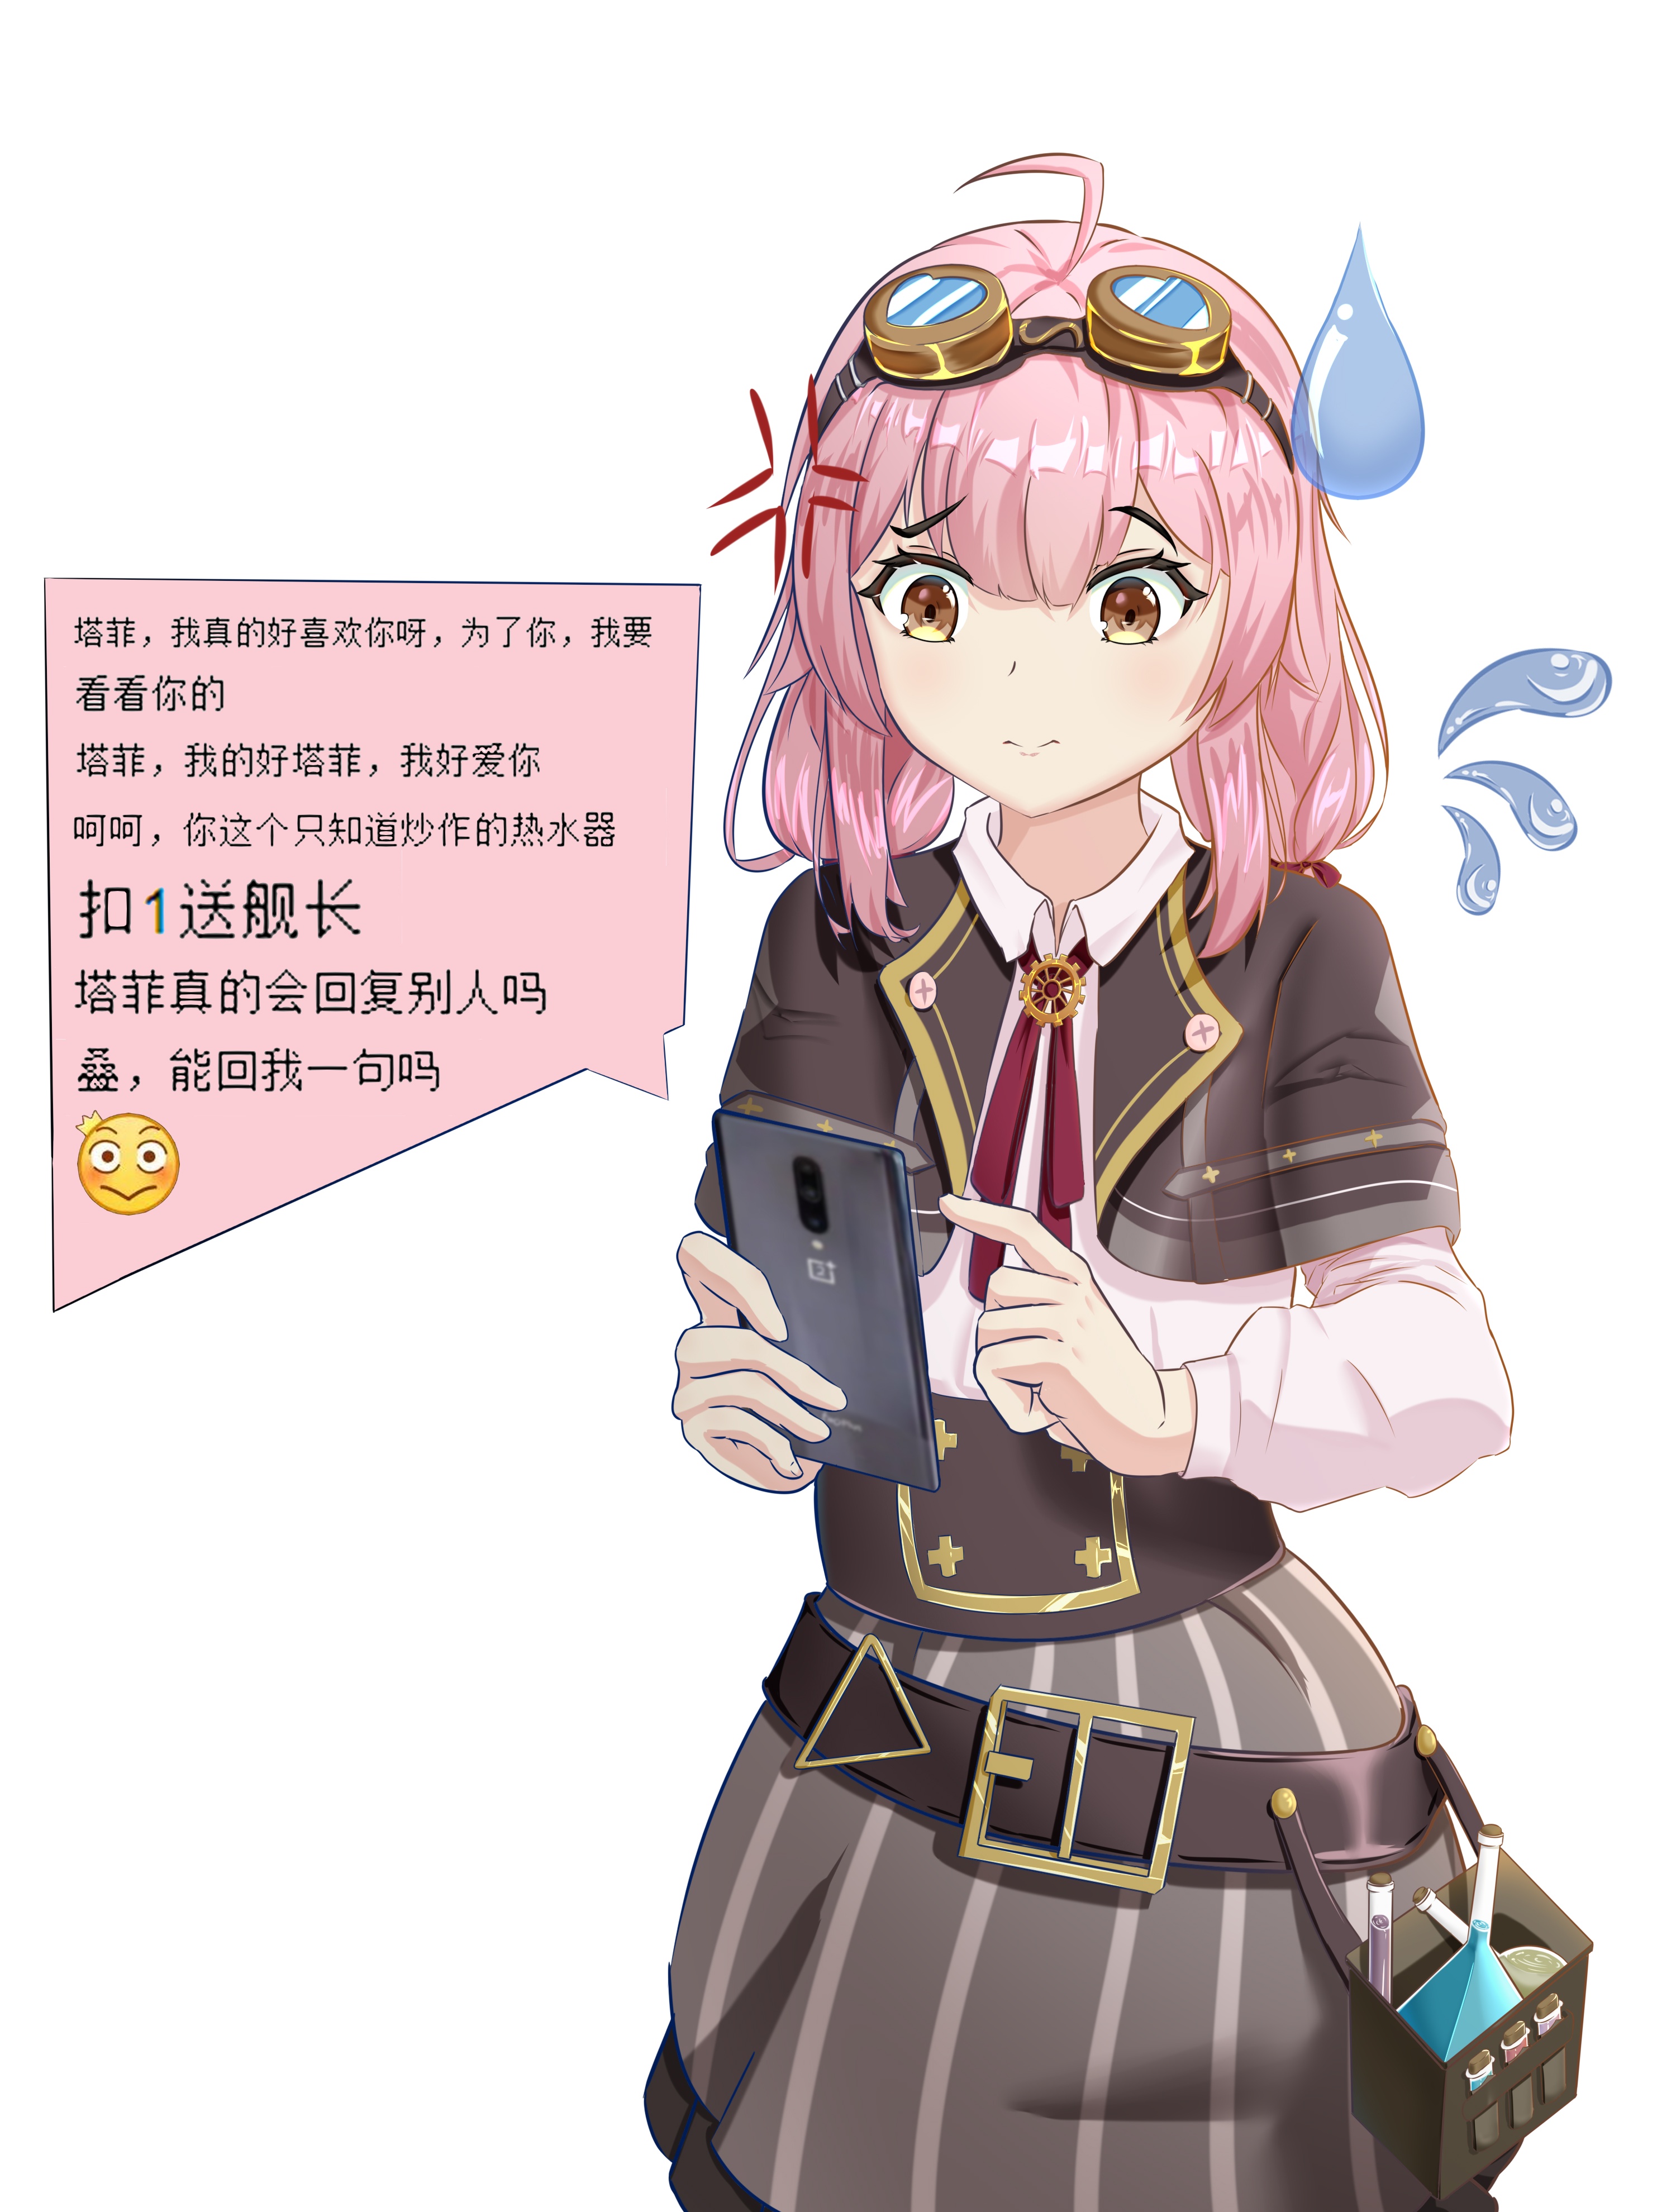 塔菲，我真的好喜欢你呀，为了你，我要
看看你的
塔菲，我的好塔菲，我好爱你
呵呵，你这个只知道炒作的热水器
扣1送舰长
塔菲真的会回复别人吗
，能回我一句吗